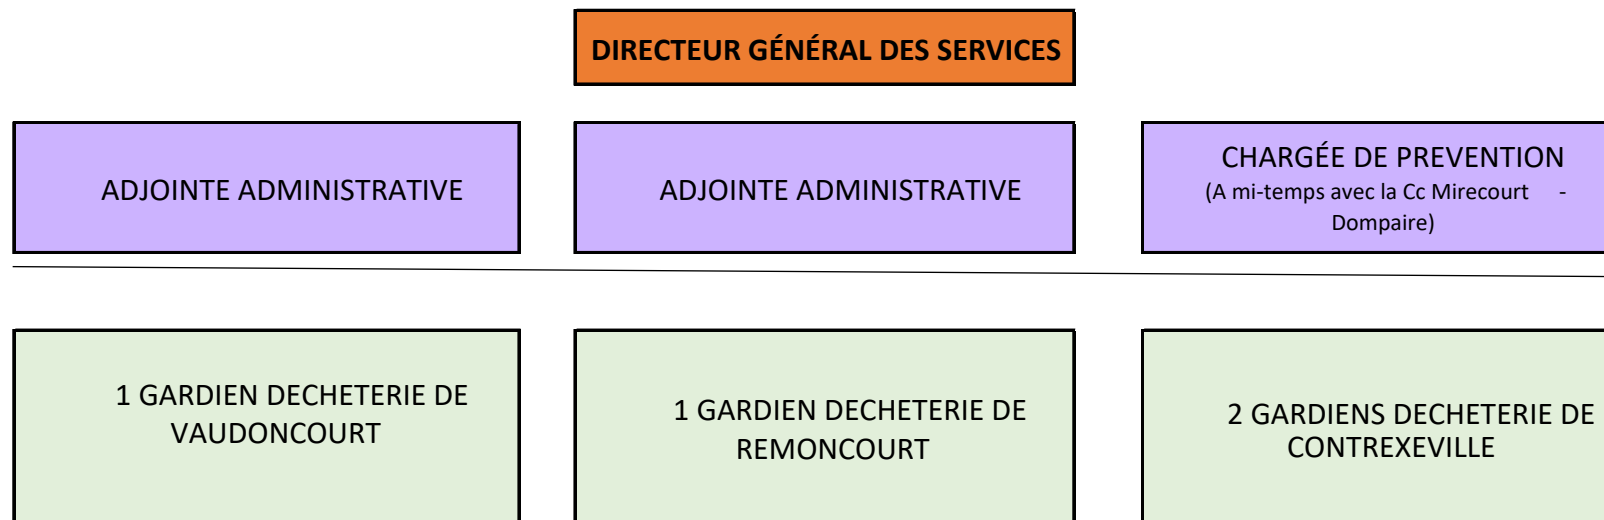 DIRECTEUR GÉNÉRAL DES SERVICES
ADJOINTE ADMINISTRATIVE
ADJOINTE ADMINISTRATIVE
CHARGÉE DE PREVENTION
(A mi-temps avec la Cc Mirecourt -
Dompaire)
1 GARDIEN DECHETERIE DE
VAUDONCOURT
1 GARDIEN DECHETERIE DE
REMONCOURT
2 GARDIENS DECHETERIE DE
CONTREXEVILLE